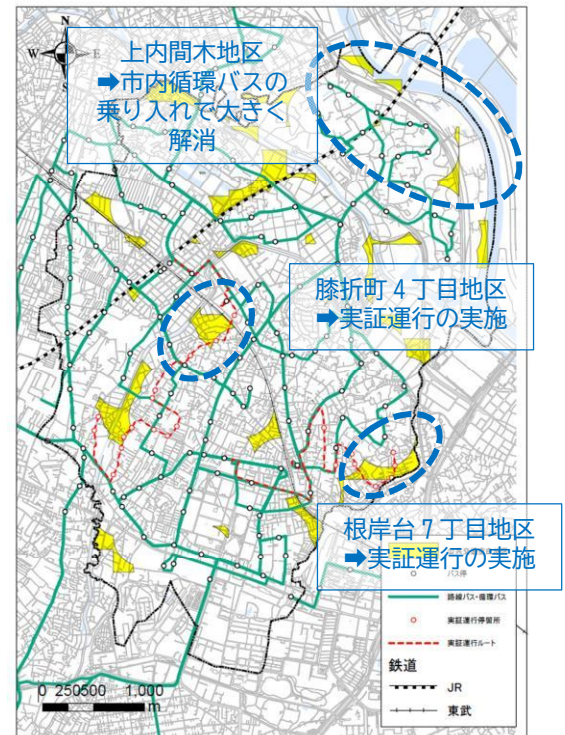 N
W
E
S
上内間木地区
➡市内循環バスの
乗り入れで大きく
解消
膝折町4丁目地区
➡実証運行の実施
根岸台7丁目地区
➡実証運行の実施
バス停
路線バス・循環バス
実証運行停留所
実証運行ルート
鉄道
JR
東武
0 250500 1,000
m